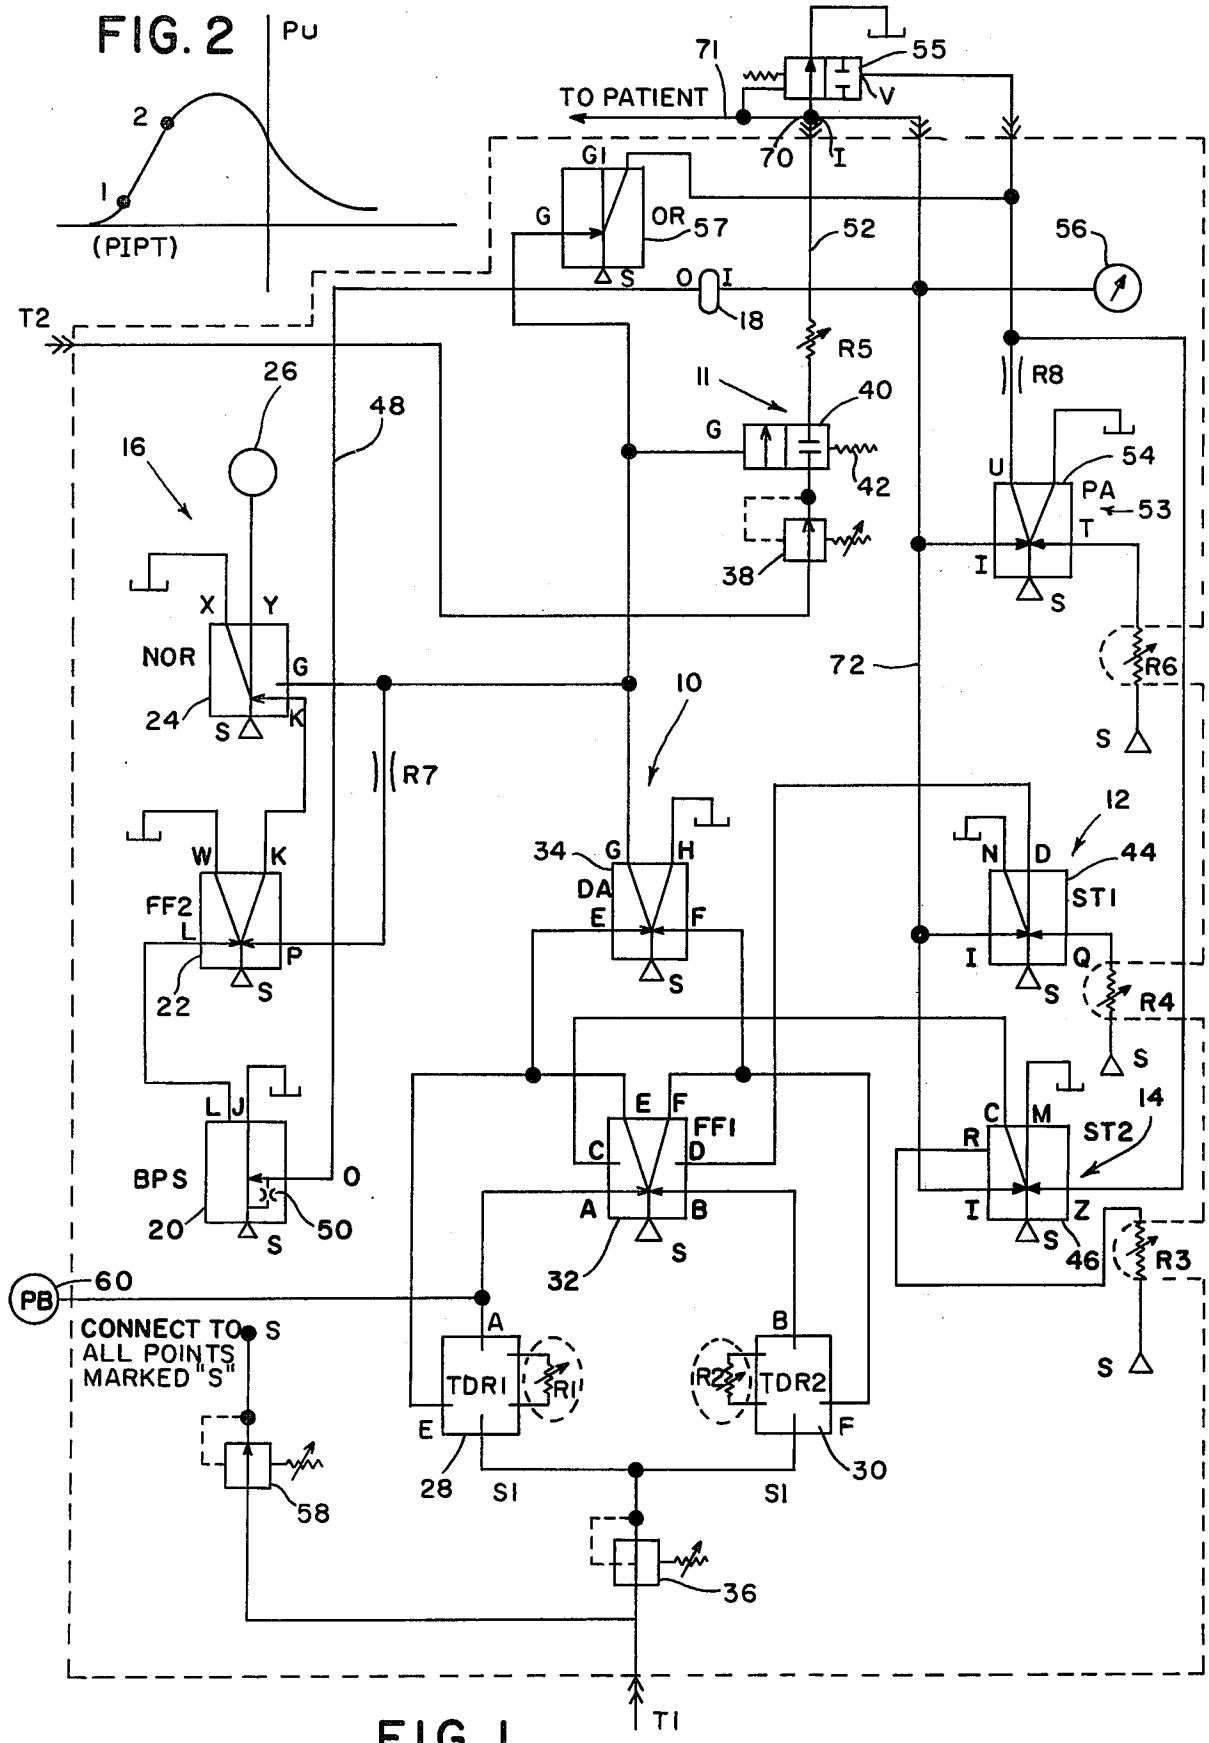 FIG. 2
PU
2
1
(PIPT)
71
55
V
TO PATIENT
70
I
G1
G
OR
57
S
52
56
O
I
18
T2
R5
R8
26
11
40
48
G
16
42
U
54
PA
53
T
I
S
38
X
Y
NOR
G
72
R6
24
S
K
10
S
R7
12
W
K
34
G
H
N
D
44
FF2
DA
ST1
L
E
F
P
I
Q
22
S
S
S
R4
S
14
L
J
E
F
C
M
FF1
R
ST2
C
D
BPS
O
A
B
I
Z
20
50
S
S
S
46
R3
32
60
PB
A
B
CONNECT TO
S
ALL POINTS
MARKED "S"
S
TDR1
R1
R2
TDR2
E
F
28
S1
S1
30
58
36
FIG. 1
T1